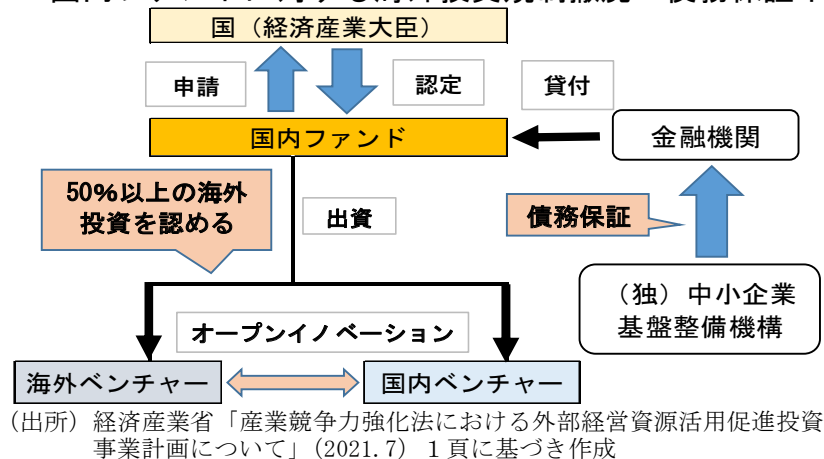 国（経済産業大臣）
申請
認定
貸付
国内ファンド
金融機関
50%以上の海外
投資を認める
出資
債務保証
（独）中小企業
基盤整備機構
オープンイノベーション
海外ベンチャー
国内ベンチャー
（出所）経済産業省「産業競争力強化法における外部経営資源活用促進投資
事業計画について」（2021.7）１頁に基づき作成